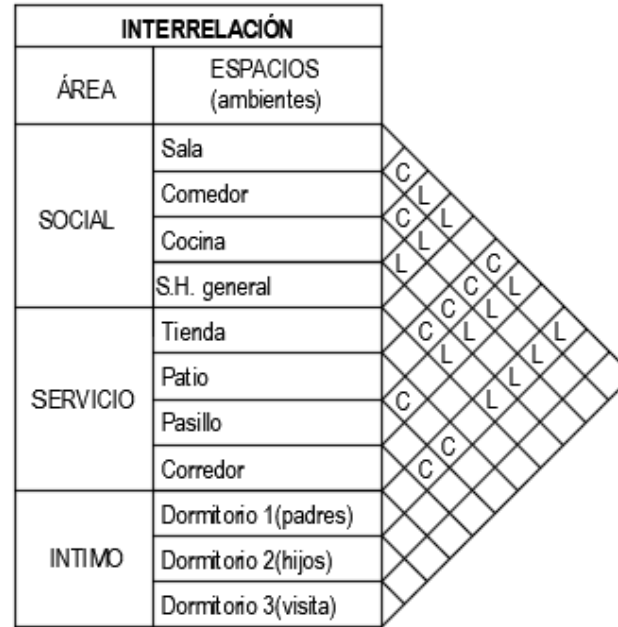 INTERRELACIÓN
ÁREA
ESPACIOS
(ambientes)
SOCIAL
Sala
Comedor
Cocina
S.H. general
SERVICIO
Tienda
Patio
Pasillo
Corredor
INTIMO
Dormitorio 1(padres)
Dormitorio 2(hijos)
Dormitorio 3(visita)
C
L
C L
L
L C
C L
C L
C L L
L L
L
C L
C
C